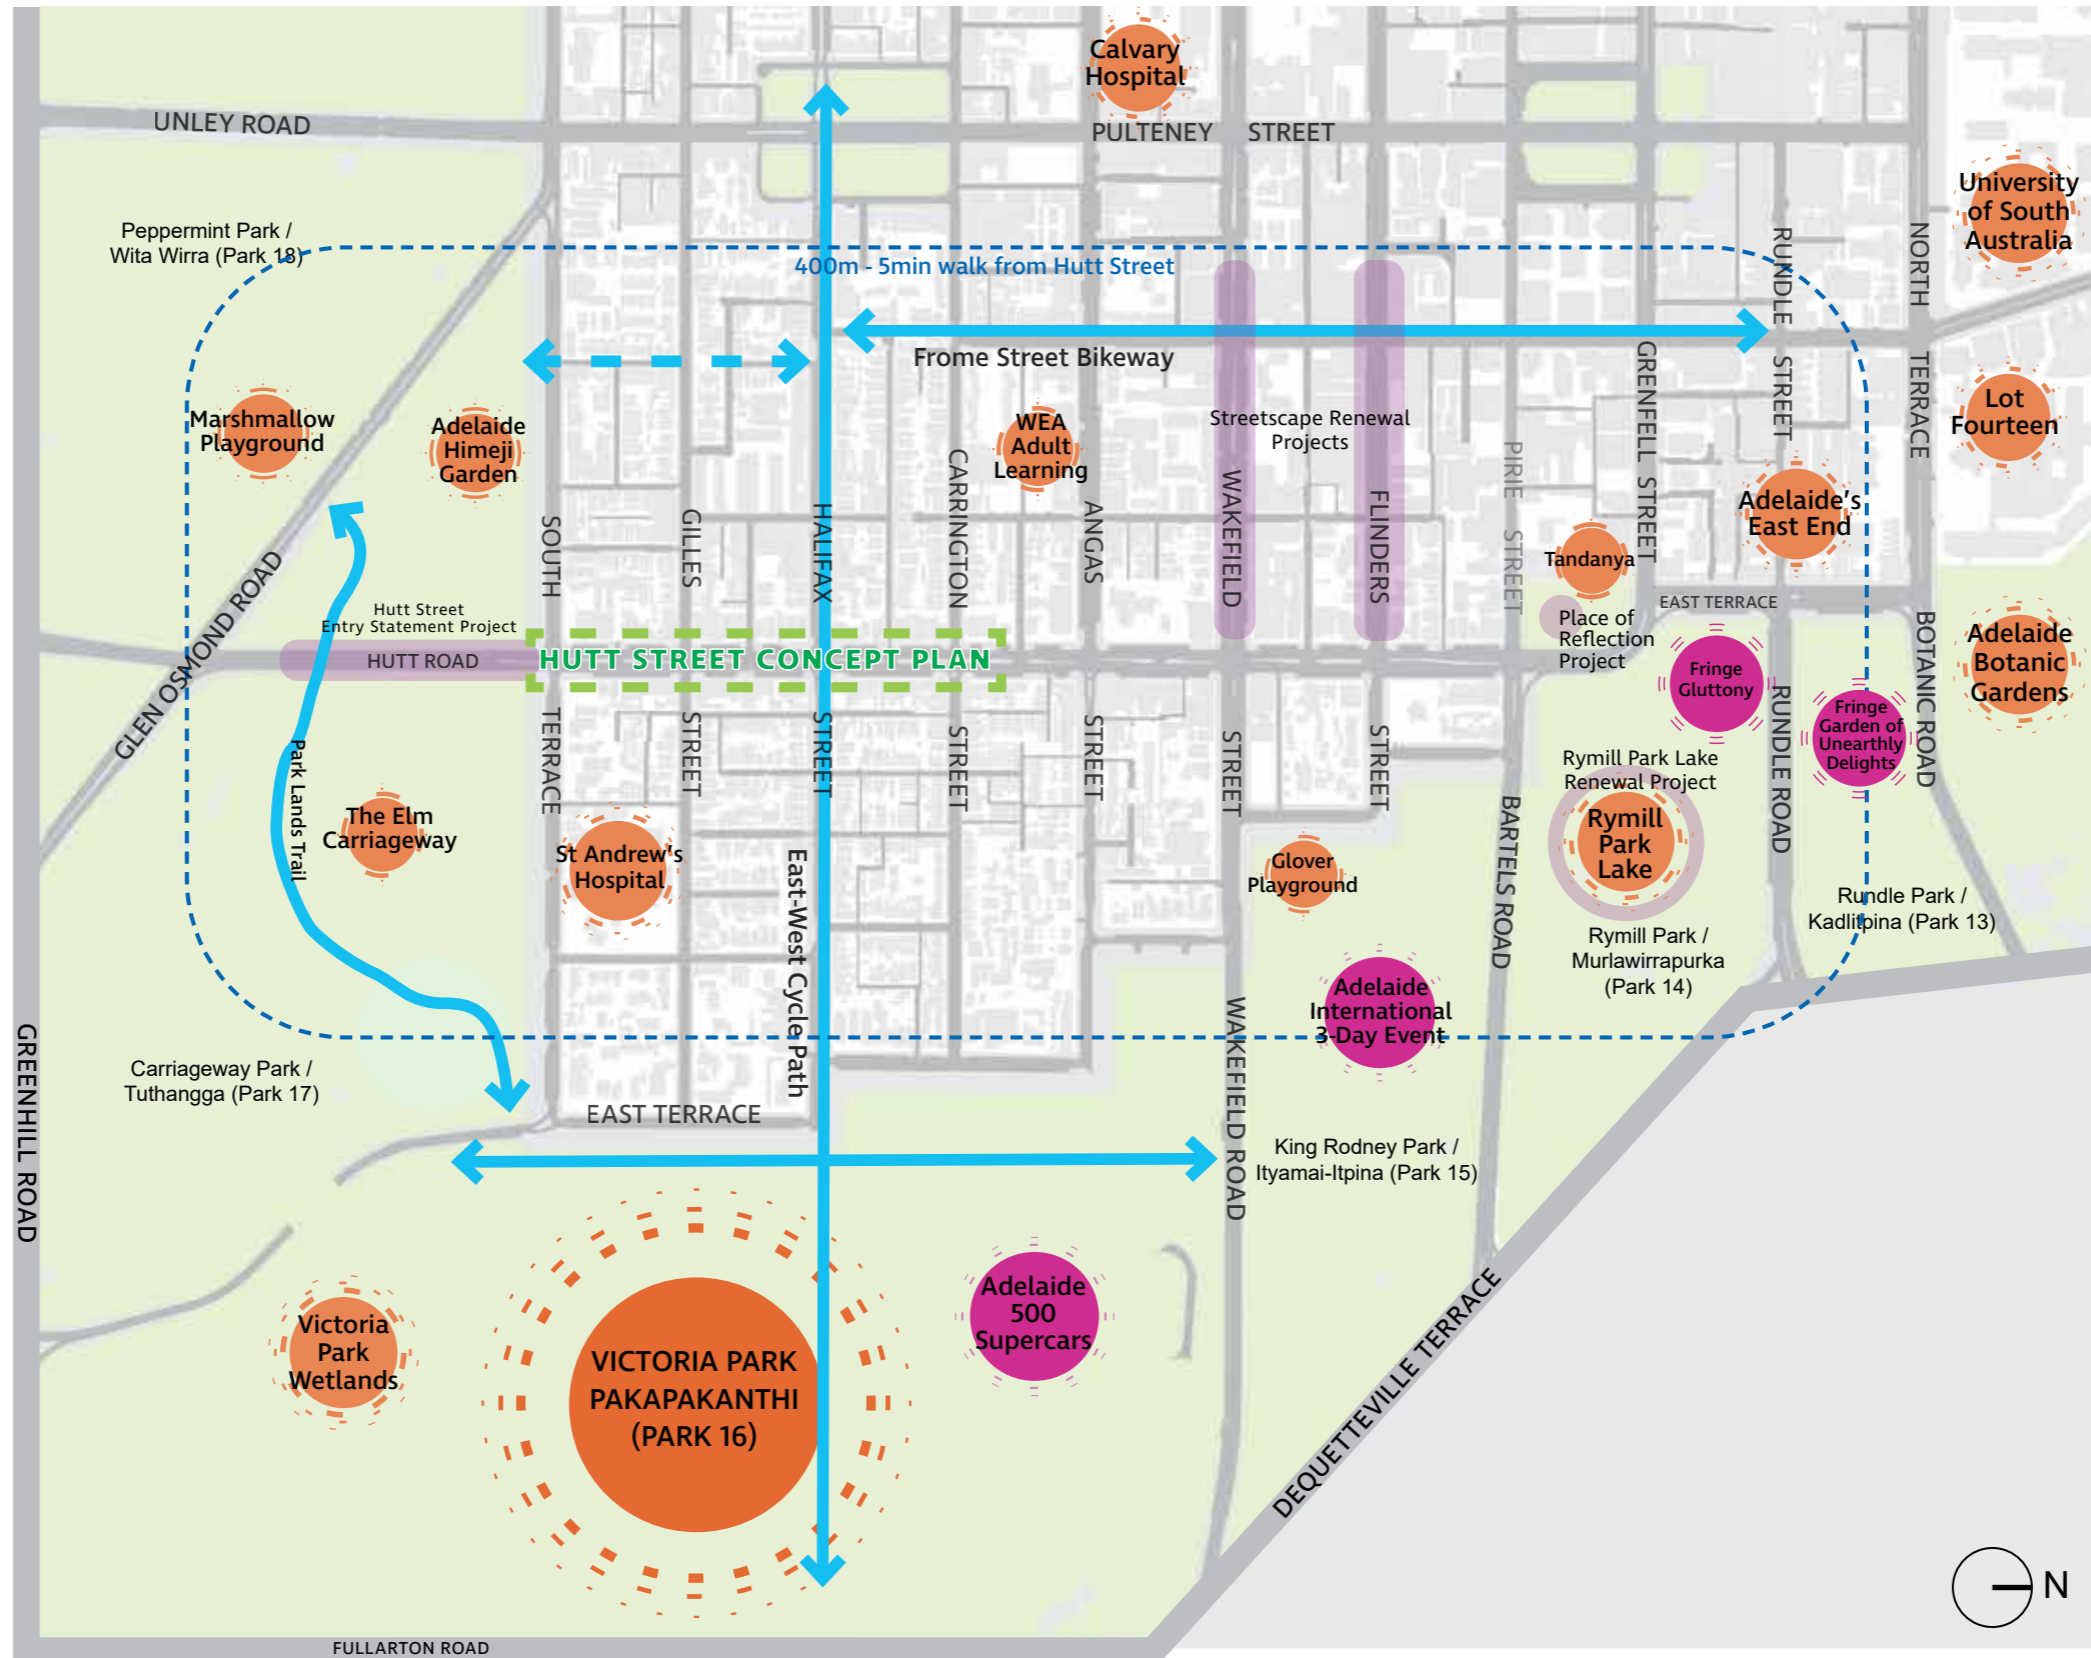 Calvary
Hospital
UNLEY ROAD
PULTENEY STREET
University
of South
Australia
Peppermint Park /
Wita Wirra (Park 18)
400m - 5min walk from Hutt Street
RUNDLE STREET
NORTH TERRACE
Frome Street Bikeway
Marshmallow
Playground
Adelaide
Himeji
Garden
WEA
Adult
Learning
Streetscape Renewal
Projects
Lot
Fourteen
GRENFELL STREET
PIRIE STREET
Adelaide's
East End
Tandanya
SOUTH TERRACE
GILLES STREET
HALIFAX STREET
CARRINGTON STREET
ANGAS STREET
WAKEFIELD STREET
FLINDERS STREET
EAST TERRACE
Place of
Reflection
Project
Hutt Street
Entry Statement Project
HUTT ROAD
HUTT STREET CONCEPT PLAN
GLEN OSMOND ROAD
Fringe
Gluttony
Fringe
Garden of
Unearthly
Delights
BOTANIC ROAD
Adelaide
Botanic
Gardens
RUNDLE ROAD
Park Lands Trail
The Elm
Carriageway
St Andrew's
Hospital
East-West Cycle Path
Glover
Playground
BARTELS ROAD
Rymill Park Lake
Renewal Project
Rymill
Park
Lake
Rundle Park /
Kadlitpina (Park 13)
Rymill Park /
Murlawirrapurka
(Park 14)
Adelaide
International
3-Day Event
GREENHILL ROAD
Carriageway Park /
Tuthangga (Park 17)
EAST TERRACE
WAKEFIELD ROAD
King Rodney Park /
Ityamai-Itpina (Park 15)
Victoria
Park
Wetlands
VICTORIA PARK
PAKAPAKANTHI
(PARK 16)
Adelaide
500
Supercars
DEQUETTEVILLE TERRACE
N
FULLARTON ROAD